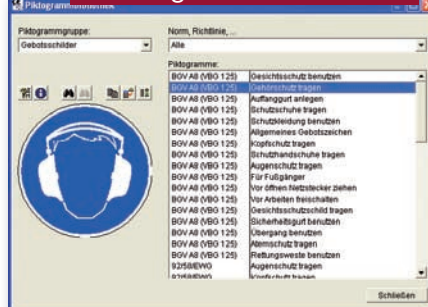 Piktogrammbibliothek
Piktogrammgruppe:
Gebotsschilder
Norm, Richtlinie, ...
Alle
Piktogramme:
BGV A8 (VBG 125) Gesichtsschutz benutzen
BGV A8 (VBG 125) Gehörschutz tragen
BGV A8 (VBG 125) Auffanggurt anlegen
BGV A8 (VBG 125) Schutzschuhe tragen
BGV A8 (VBG 125) Schutzkleidung benutzen
BGV A8 (VBG 125) Allgemeines Gebotszeichen
BGV A8 (VBG 125) Kopfschutz tragen
BGV A8 (VBG 125) Schutzhandschuhe tragen
BGV A8 (VBG 125) Augenschutz tragen
BGV A8 (VBG 125) Für Fußgänger
BGV A8 (VBG 125) Vor öffnen Netzstecker ziehen
BGV A8 (VBG 125) Vor Arbeiten freischalten
BGV A8 (VBG 125) Gesichtsschutzschild tragen
BGV A8 (VBG 125) Sicherheitsgurt benutzen
BGV A8 (VBG 125) Übergang benutzen
BGV A8 (VBG 125) Atemschutz tragen
BGV A8 (VBG 125) Rettungsweste benutzen
92/58/EWG Augenschutz tragen
92/58/EWG Kopfschutz tragen
Schließen